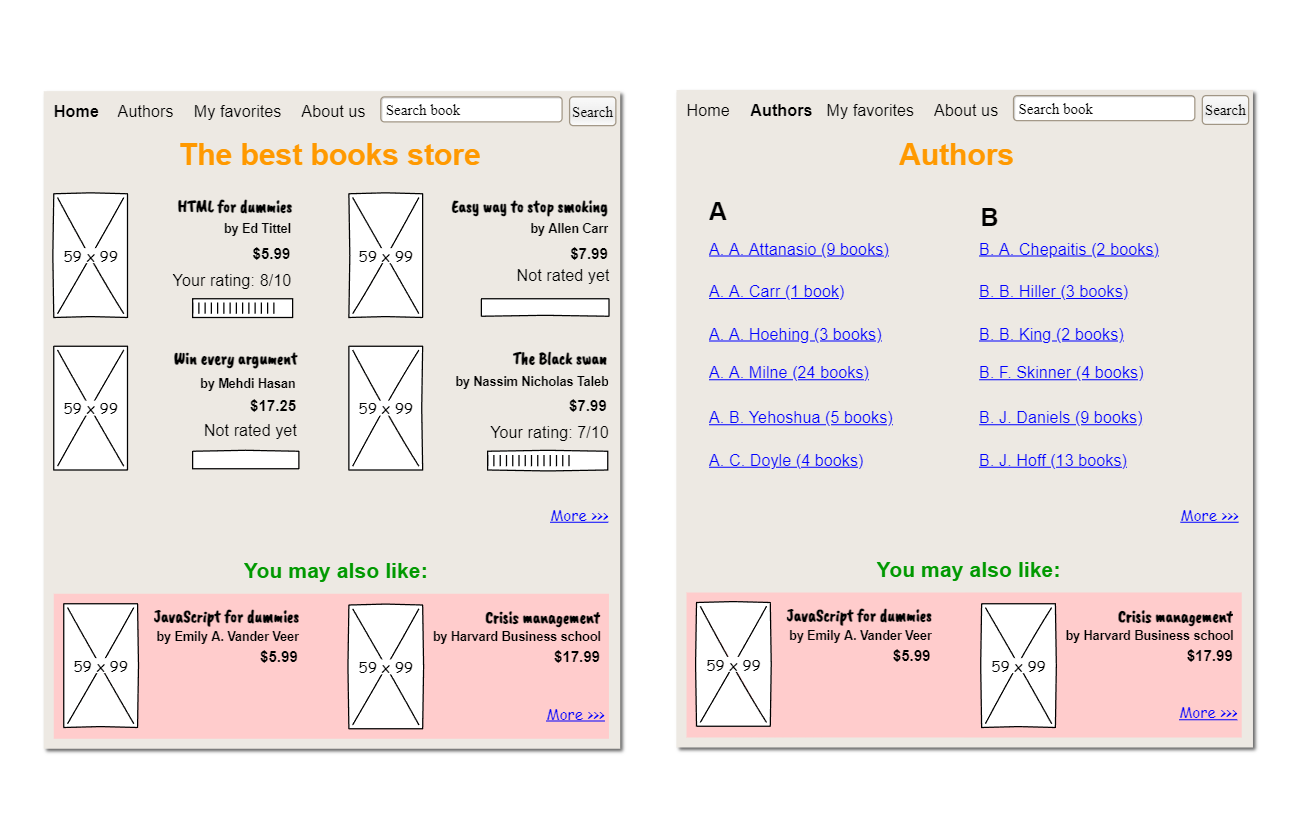 Home Authors My favorites About us Search book Search
The best books store
59 x 99
HTML for dummies
by Ed Tittel
$5.99
Your rating: 8/10
59 x 99
Easy way to stop smoking
by Allen Carr
$7.99
Not rated yet
59 x 99
Win every argument
by Mehdi Hasan
$17.25
Not rated yet
59 x 99
The Black swan
by Nassim Nicholas Taleb
$7.99
Your rating: 7/10
More >>>
You may also like:
59 x 99
JavaScript for dummies
by Emily A. Vander Veer
$5.99
59 x 99
Crisis management
by Harvard Business school
$17.99
More >>>
Home Authors My favorites About us Search book Search
Authors
A
A. A. Attanasio (9 books)
A. A. Carr (1 book)
A. A. Hoehing (3 books)
A. A. Milne (24 books)
A. B. Yehoshua (5 books)
A. C. Doyle (4 books)
B
B. A. Chepaitis (2 books)
B. B. Hiller (3 books)
B. B. King (2 books)
B. F. Skinner (4 books)
B. J. Daniels (9 books)
B. J. Hoff (13 books)
More >>>
You may also like:
59 x 99
JavaScript for dummies
by Emily A. Vander Veer
$5.99
59 x 99
Crisis management
by Harvard Business school
$17.99
More >>>